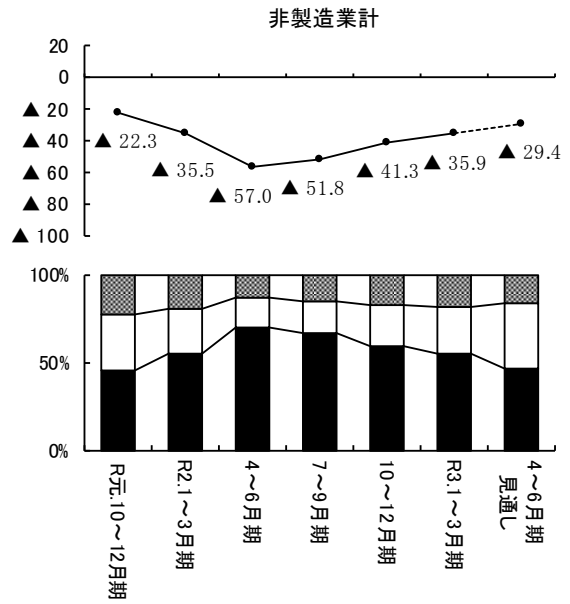 非製造業計
20
0
▲ 20
▲ 40
▲ 60
▲ 80
▲ 100
▲ 22.3
▲ 35.5
▲ 57.0
▲ 51.8
▲ 41.3
▲ 35.9
▲ 29.4
100%
50%
0%
R元.10～12月期
R2.1～3月期
4～6月期
7～9月期
10～12月期
R3.1～3月期
4～6月期
見通し